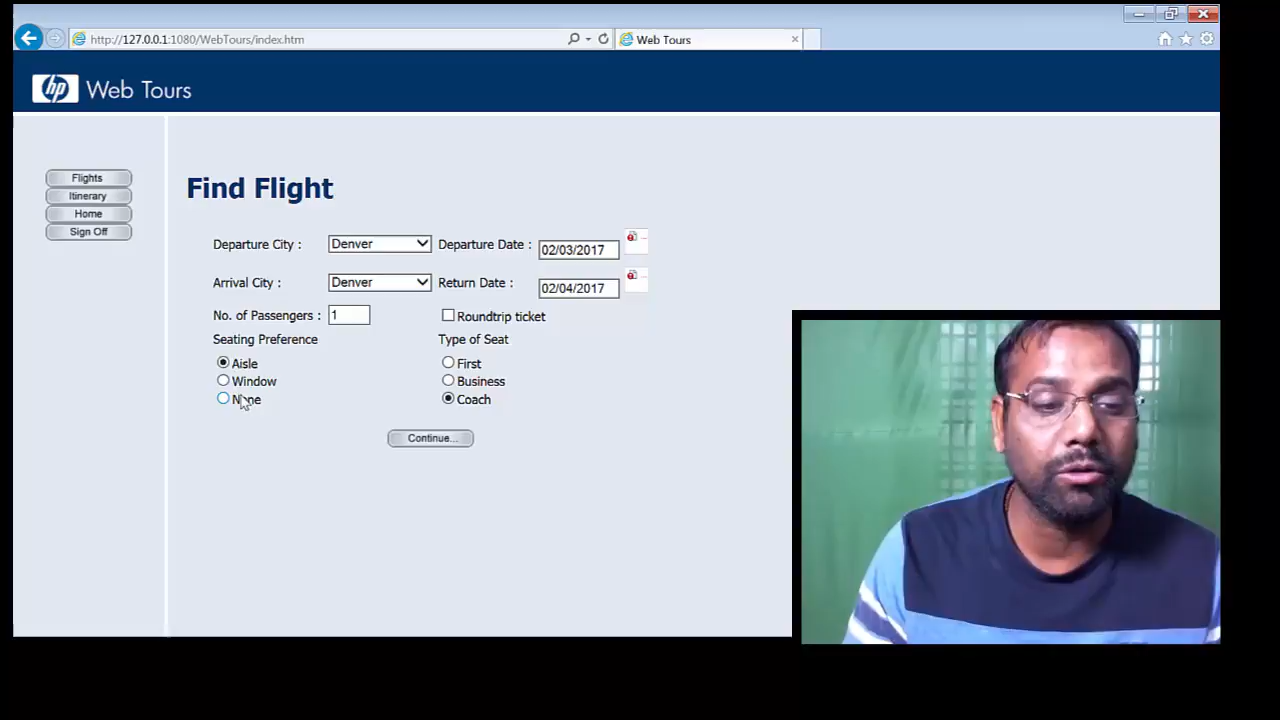 http://127.0.0.1:1080/WebTours/index.htm
Web Tours
hp Web Tours
Flights
Itinerary
Home
Sign Off
Find Flight
Departure City : Denver Departure Date : 02/03/2017
Arrival City : Denver Return Date : 02/04/2017
No. of Passengers : 1 Roundtrip ticket
Seating Preference Type of Seat
Aisle First
Window Business
None Coach
Continue...